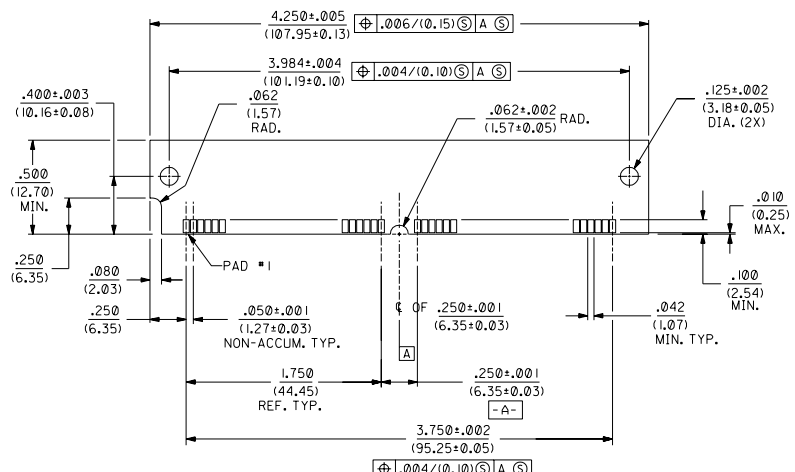 4.250±.005 ⌖ .006/(0.15)Ⓢ A Ⓢ
(107.95±0.13)
3.984±.004 ⌖ .004/(0.10)Ⓢ A Ⓢ
(101.19±0.10)
.400±.003
(10.16±0.08)
.062
(1.57)
RAD.
.062±.002 RAD.
(1.57±0.05)
.125±.002
(3.18±0.05)
DIA. (2X)
.500
(12.70)
MIN.
.010
(0.25)
MAX.
.250
(6.35)
.080
(2.03)
PAD #1
.100
(2.54)
MIN.
.250
(6.35)
.050±.001
(1.27±0.03)
NON-ACCUM. TYP.
℄ OF .250±.001
(6.35±0.03)
.042
(1.07)
MIN. TYP.
A
1.750
(44.45)
REF. TYP.
.250±.001
(6.35±0.03)
-A-
3.750±.002
(95.25±0.05)
⌖ .004/(0.10)Ⓢ A Ⓢ